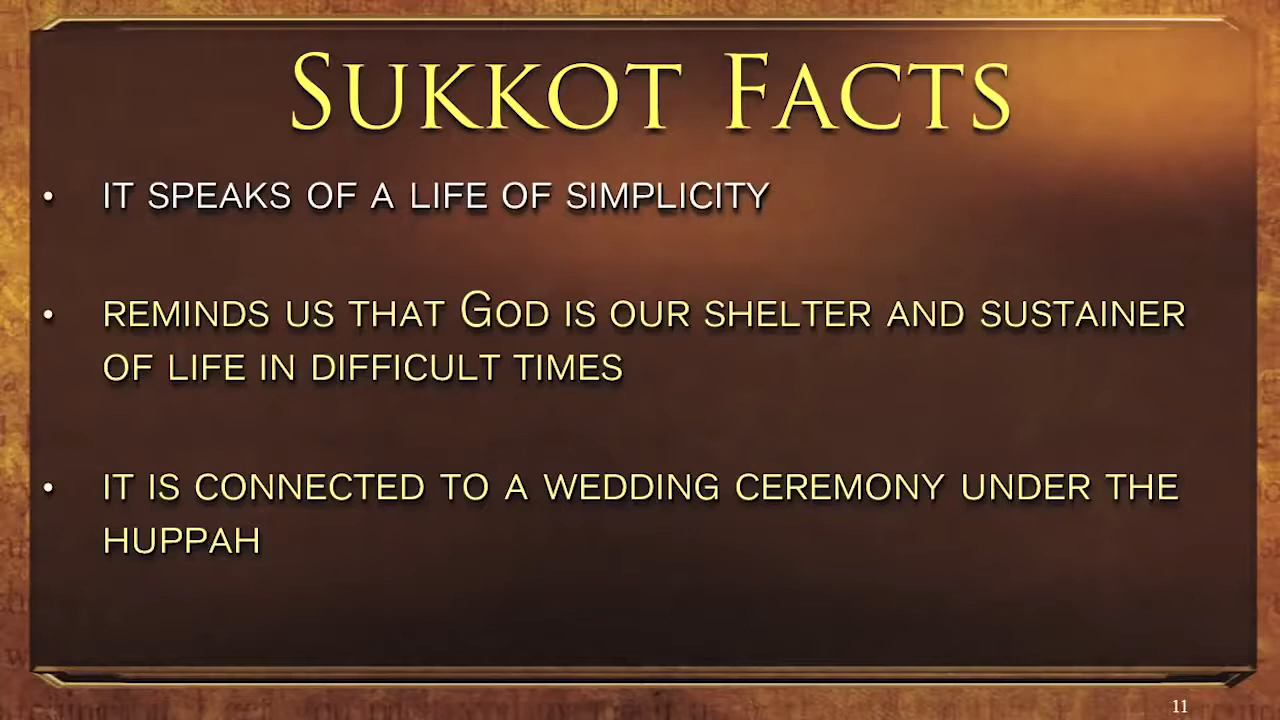 Sukkot Facts
• it speaks of a life of simplicity
• reminds us that God is our shelter and sustainer
of life in difficult times
• it is connected to a wedding ceremony under the
huppah
11